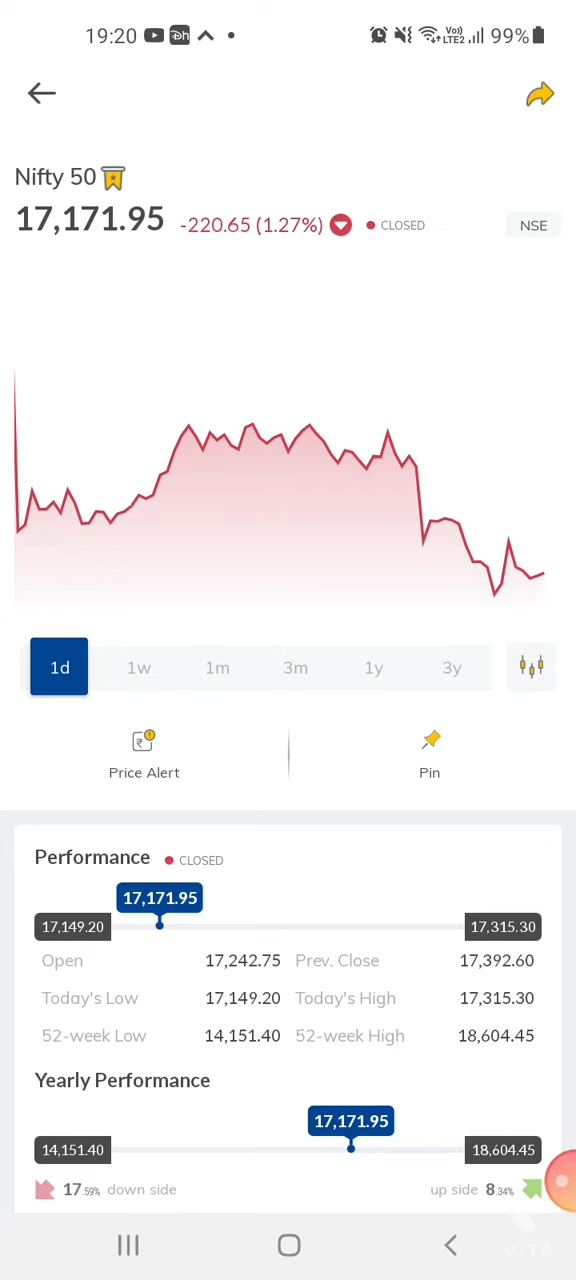 19:20 Dh Vo) LTE2 99%
Nifty 50
17,171.95 -220.65 (1.27%) CLOSED NSE
1d 1w 1m 3m 1y 3y
Price Alert Pin
Performance CLOSED
17,171.95
17,149.20 17,315.30
Open 17,242.75 Prev. Close 17,392.60
Today's Low 17,149.20 Today's High 17,315.30
52-week Low 14,151.40 52-week High 18,604.45
Yearly Performance
17,171.95
14,151.40 18,604.45
17.59% down side up side 8.34%
VITA